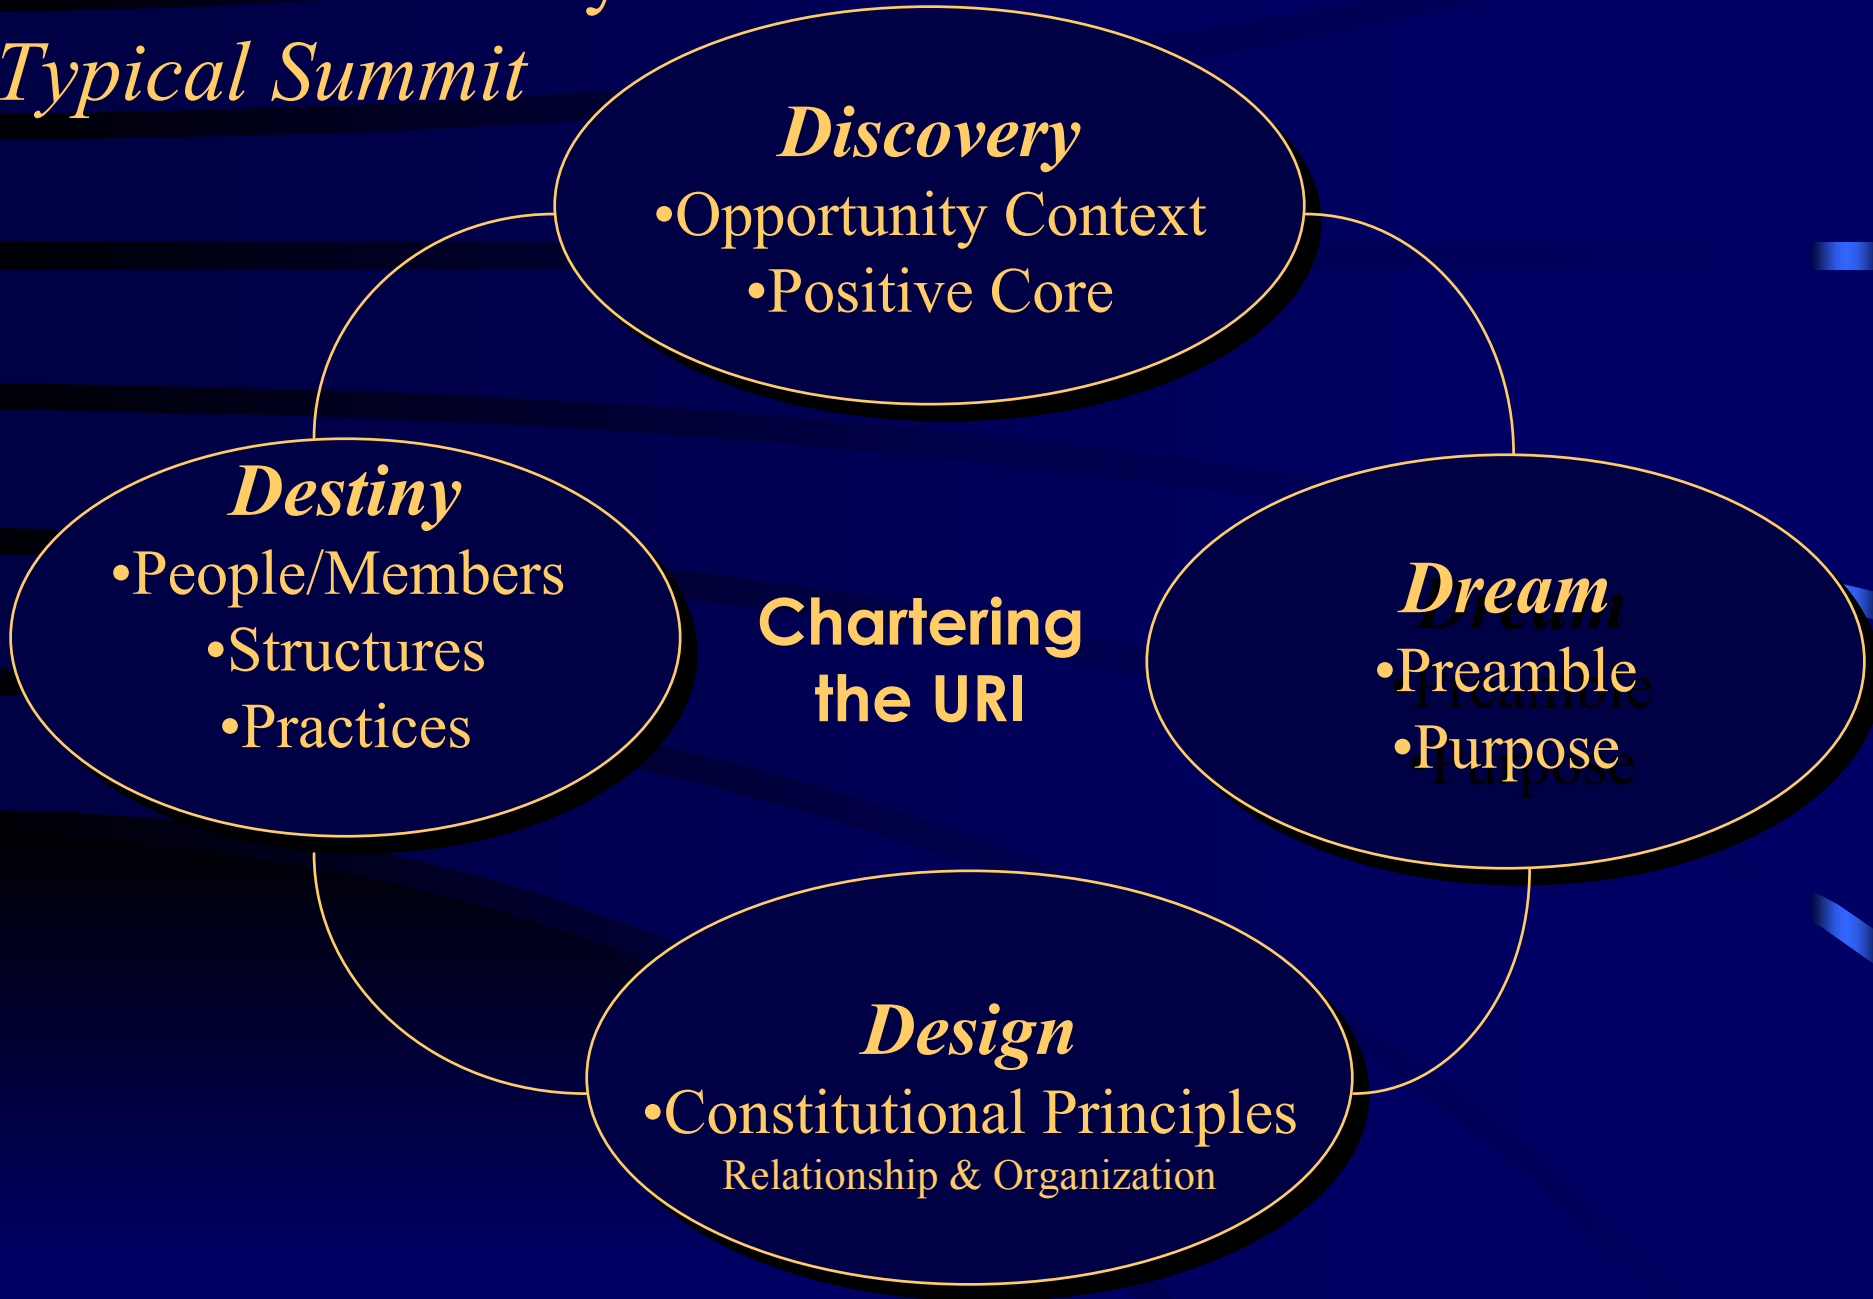 Typical Summit
Discovery
•Opportunity Context
•Positive Core
Destiny
•People/Members
•Structures
•Practices
Chartering
the URI
Dream
•Preamble
•Purpose
Design
•Constitutional Principles
Relationship & Organization